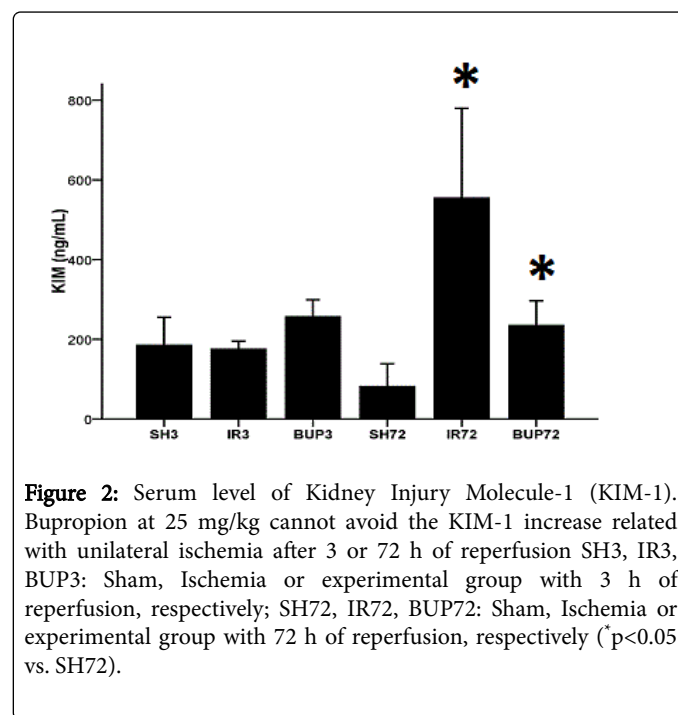 *
800
600
*
KIM (ng/mL)
400
200
0
SH3 IR3 BUP3 SH72 IR72 BUP72
Figure 2: Serum level of Kidney Injury Molecule-1 (KIM-1).
Bupropion at 25 mg/kg cannot avoid the KIM-1 increase related
with unilateral ischemia after 3 or 72 h of reperfusion SH3, IR3,
BUP3: Sham, Ischemia or experimental group with 3 h of
reperfusion, respectively; SH72, IR72, BUP72: Sham, Ischemia or
experimental group with 72 h of reperfusion, respectively (*p<0.05
vs. SH72).